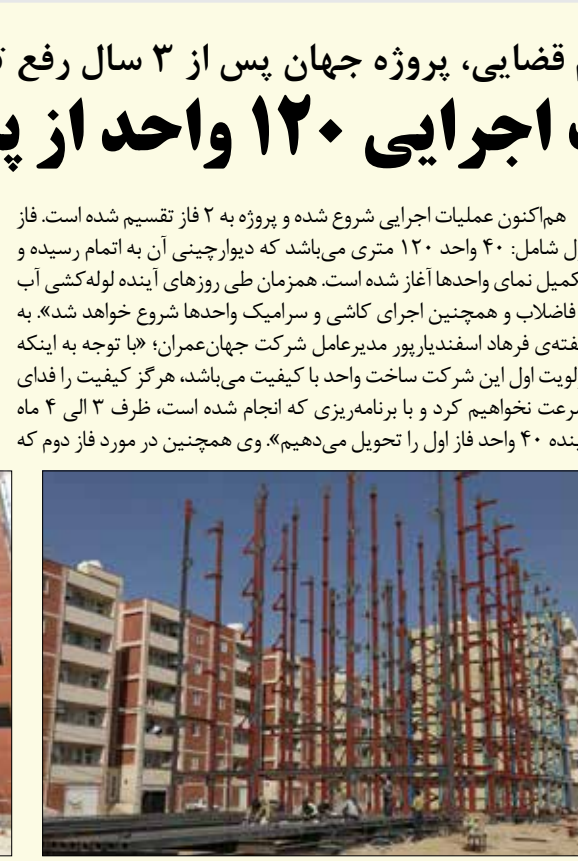 قضایی، پروژه جهان پس از ۳ سال رفع
اجرایی ۱۲۰ واحد از
هم‌اکنون عملیات اجرایی شروع شده و پروژه به ۲ فاز تقسیم شده است. فاز
شامل: ۴۰ واحد ۱۲۰ متری می‌باشد که دیوارچینی آن به اتمام رسیده و
نمای واحدها آغاز شده است. همزمان طی روزهای آینده لوله‌کشی آب
فاضلاب و همچنین اجرای کاشی و سرامیک واحدها شروع خواهد شد». به
فرهاد اسفندیارپور مدیرعامل شرکت جهان‌عمران؛ «با توجه به اینکه
اول این شرکت ساخت واحد با کیفیت می‌باشد، هرگز کیفیت را فدای
نخواهیم کرد و با برنامه‌ریزی که انجام شده است، ظرف ۳ الی ۴ ماه
۴۰ واحد فاز اول را تحویل می‌دهیم». وی همچنین در مورد فاز دوم که